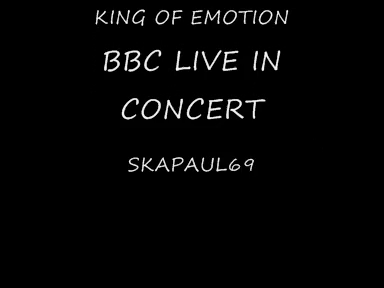 KING OF EMOTION
BBC LIVE IN
CONCERT
SKAPAUL69